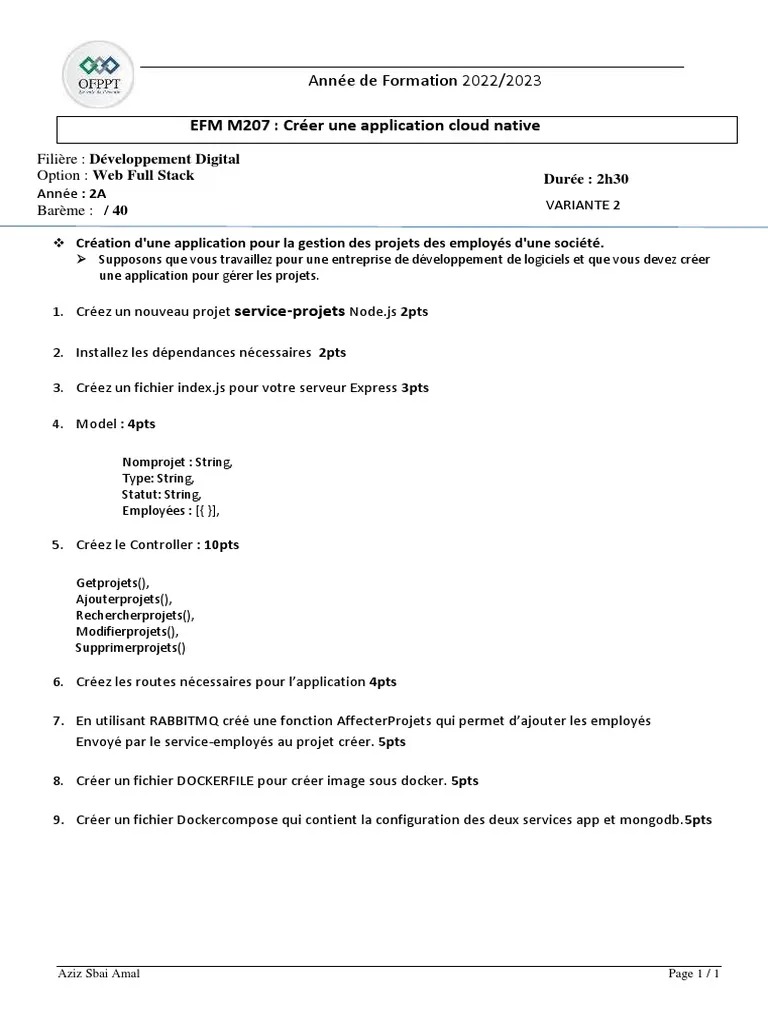 OFPPT
Année de Formation 2022/2023
EFM M207 : Créer une application cloud native
Filière : Développement Digital
Option : Web Full Stack
Durée : 2h30
Année : 2A
Barème : / 40
VARIANTE 2
❖ Création d'une application pour la gestion des projets des employés d'une société.
➢ Supposons que vous travaillez pour une entreprise de développement de logiciels et que vous devez créer
une application pour gérer les projets.
1. Créez un nouveau projet service-projets Node.js 2pts
2. Installez les dépendances nécessaires 2pts
3. Créez un fichier index.js pour votre serveur Express 3pts
4. Model : 4pts
Nomprojet : String,
Type: String,
Statut: String,
Employées : [{ }],
5. Créez le Controller : 10pts
Getprojets(),
Ajouterprojets(),
Rechercherprojets(),
Modifierprojets(),
Supprimerprojets()
6. Créez les routes nécessaires pour l’application 4pts
7. En utilisant RABBITMQ créé une fonction AffecterProjets qui permet d’ajouter les employés
Envoyé par le service-employés au projet créer. 5pts
8. Créer un fichier DOCKERFILE pour créer image sous docker. 5pts
9. Créer un fichier Dockercompose qui contient la configuration des deux services app et mongodb.5pts
Aziz Sbai Amal
Page 1 / 1